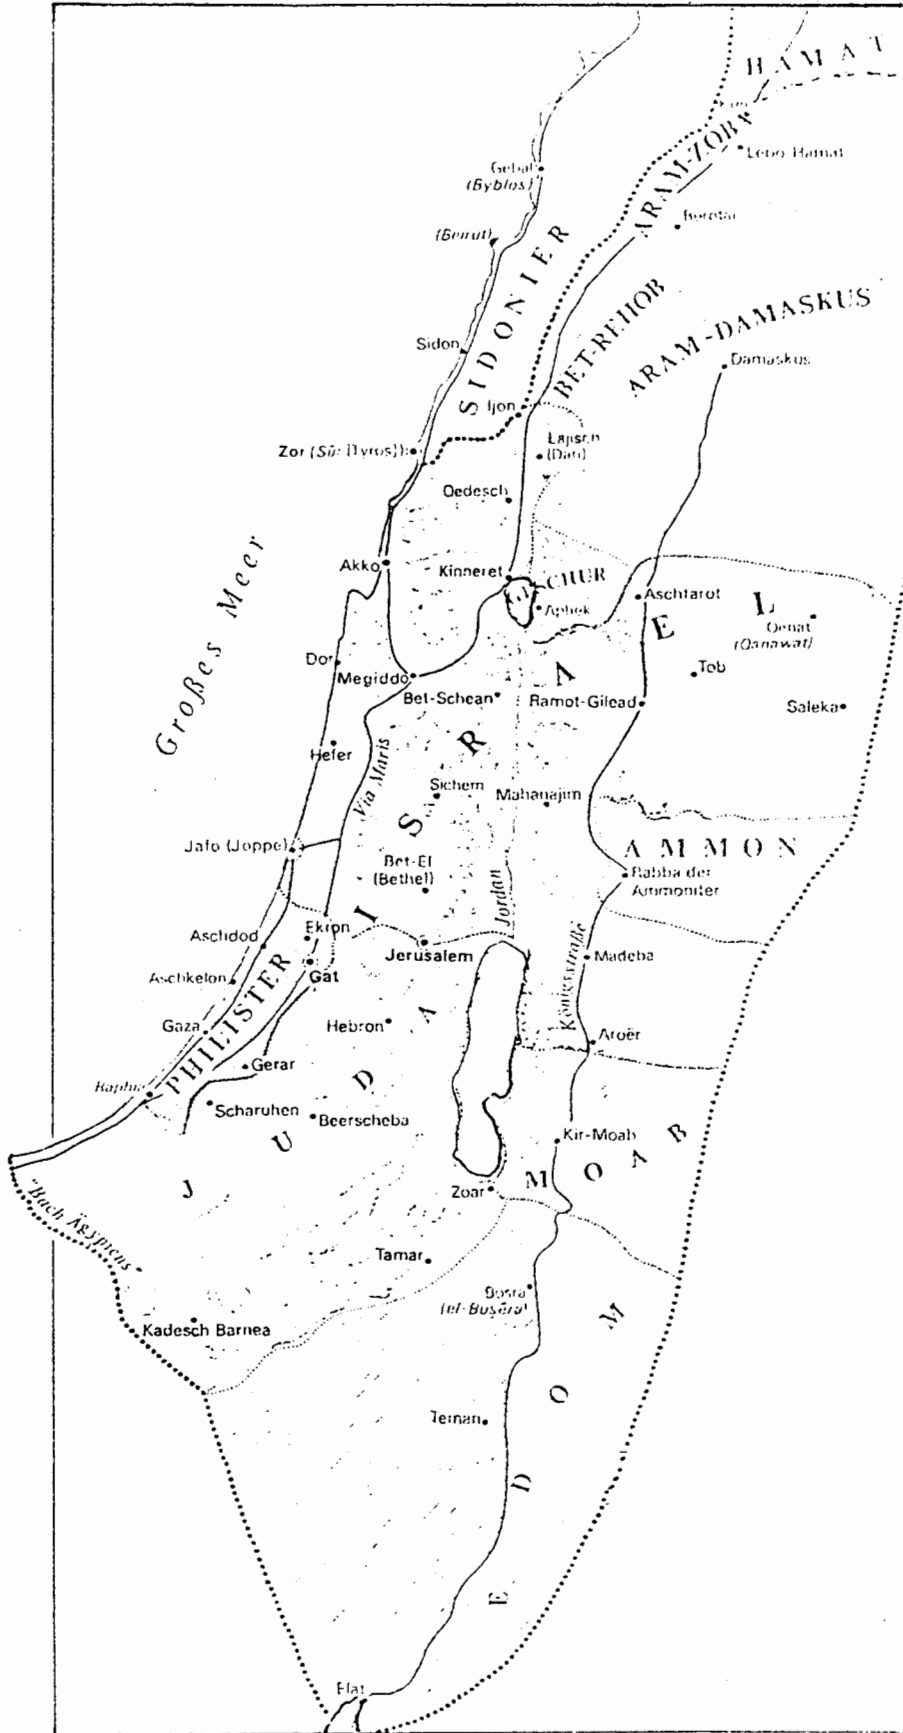 HAMAT
ARAM-ZOBA
Lebo Hamat
Gebal
(Byblos)
Berotai
(Beirut)
SIDONIER
BET-REHOB
ARAM-DAMASKUS
Sidon
Damaskus
Ijon
Zor (Sūr [Tyros])
Lajisch
(Dan)
Qedesch
Großes Meer
Akko
Kinneret
GESCHUR
Aphek
Aschtarot
ISRAEL
Qenat
(Qanawat)
Dor
Megiddo
Tob
Bet-Schean
Ramot-Gilead
Saleka
Hefer
Via Maris
Sichem
Mahanajim
Jafo (Joppe)
AMMON
Bet-El
(Bethel)
Jordan
Rabba der
Ammoniter
Ekron
Aschdod
Jerusalem
Königsstraße
Madeba
Aschkelon
Gat
PHILISTER
Gaza
Hebron
JUDA
Aroër
Gerar
Raphia
Scharuhen
Beerscheba
Kir-Moab
MOAB
Zoar
"Bach Ägyptens"
Tamar
Bosra
(el-Busēra)
Kadesch Barnea
EDOM
Teman
Elat